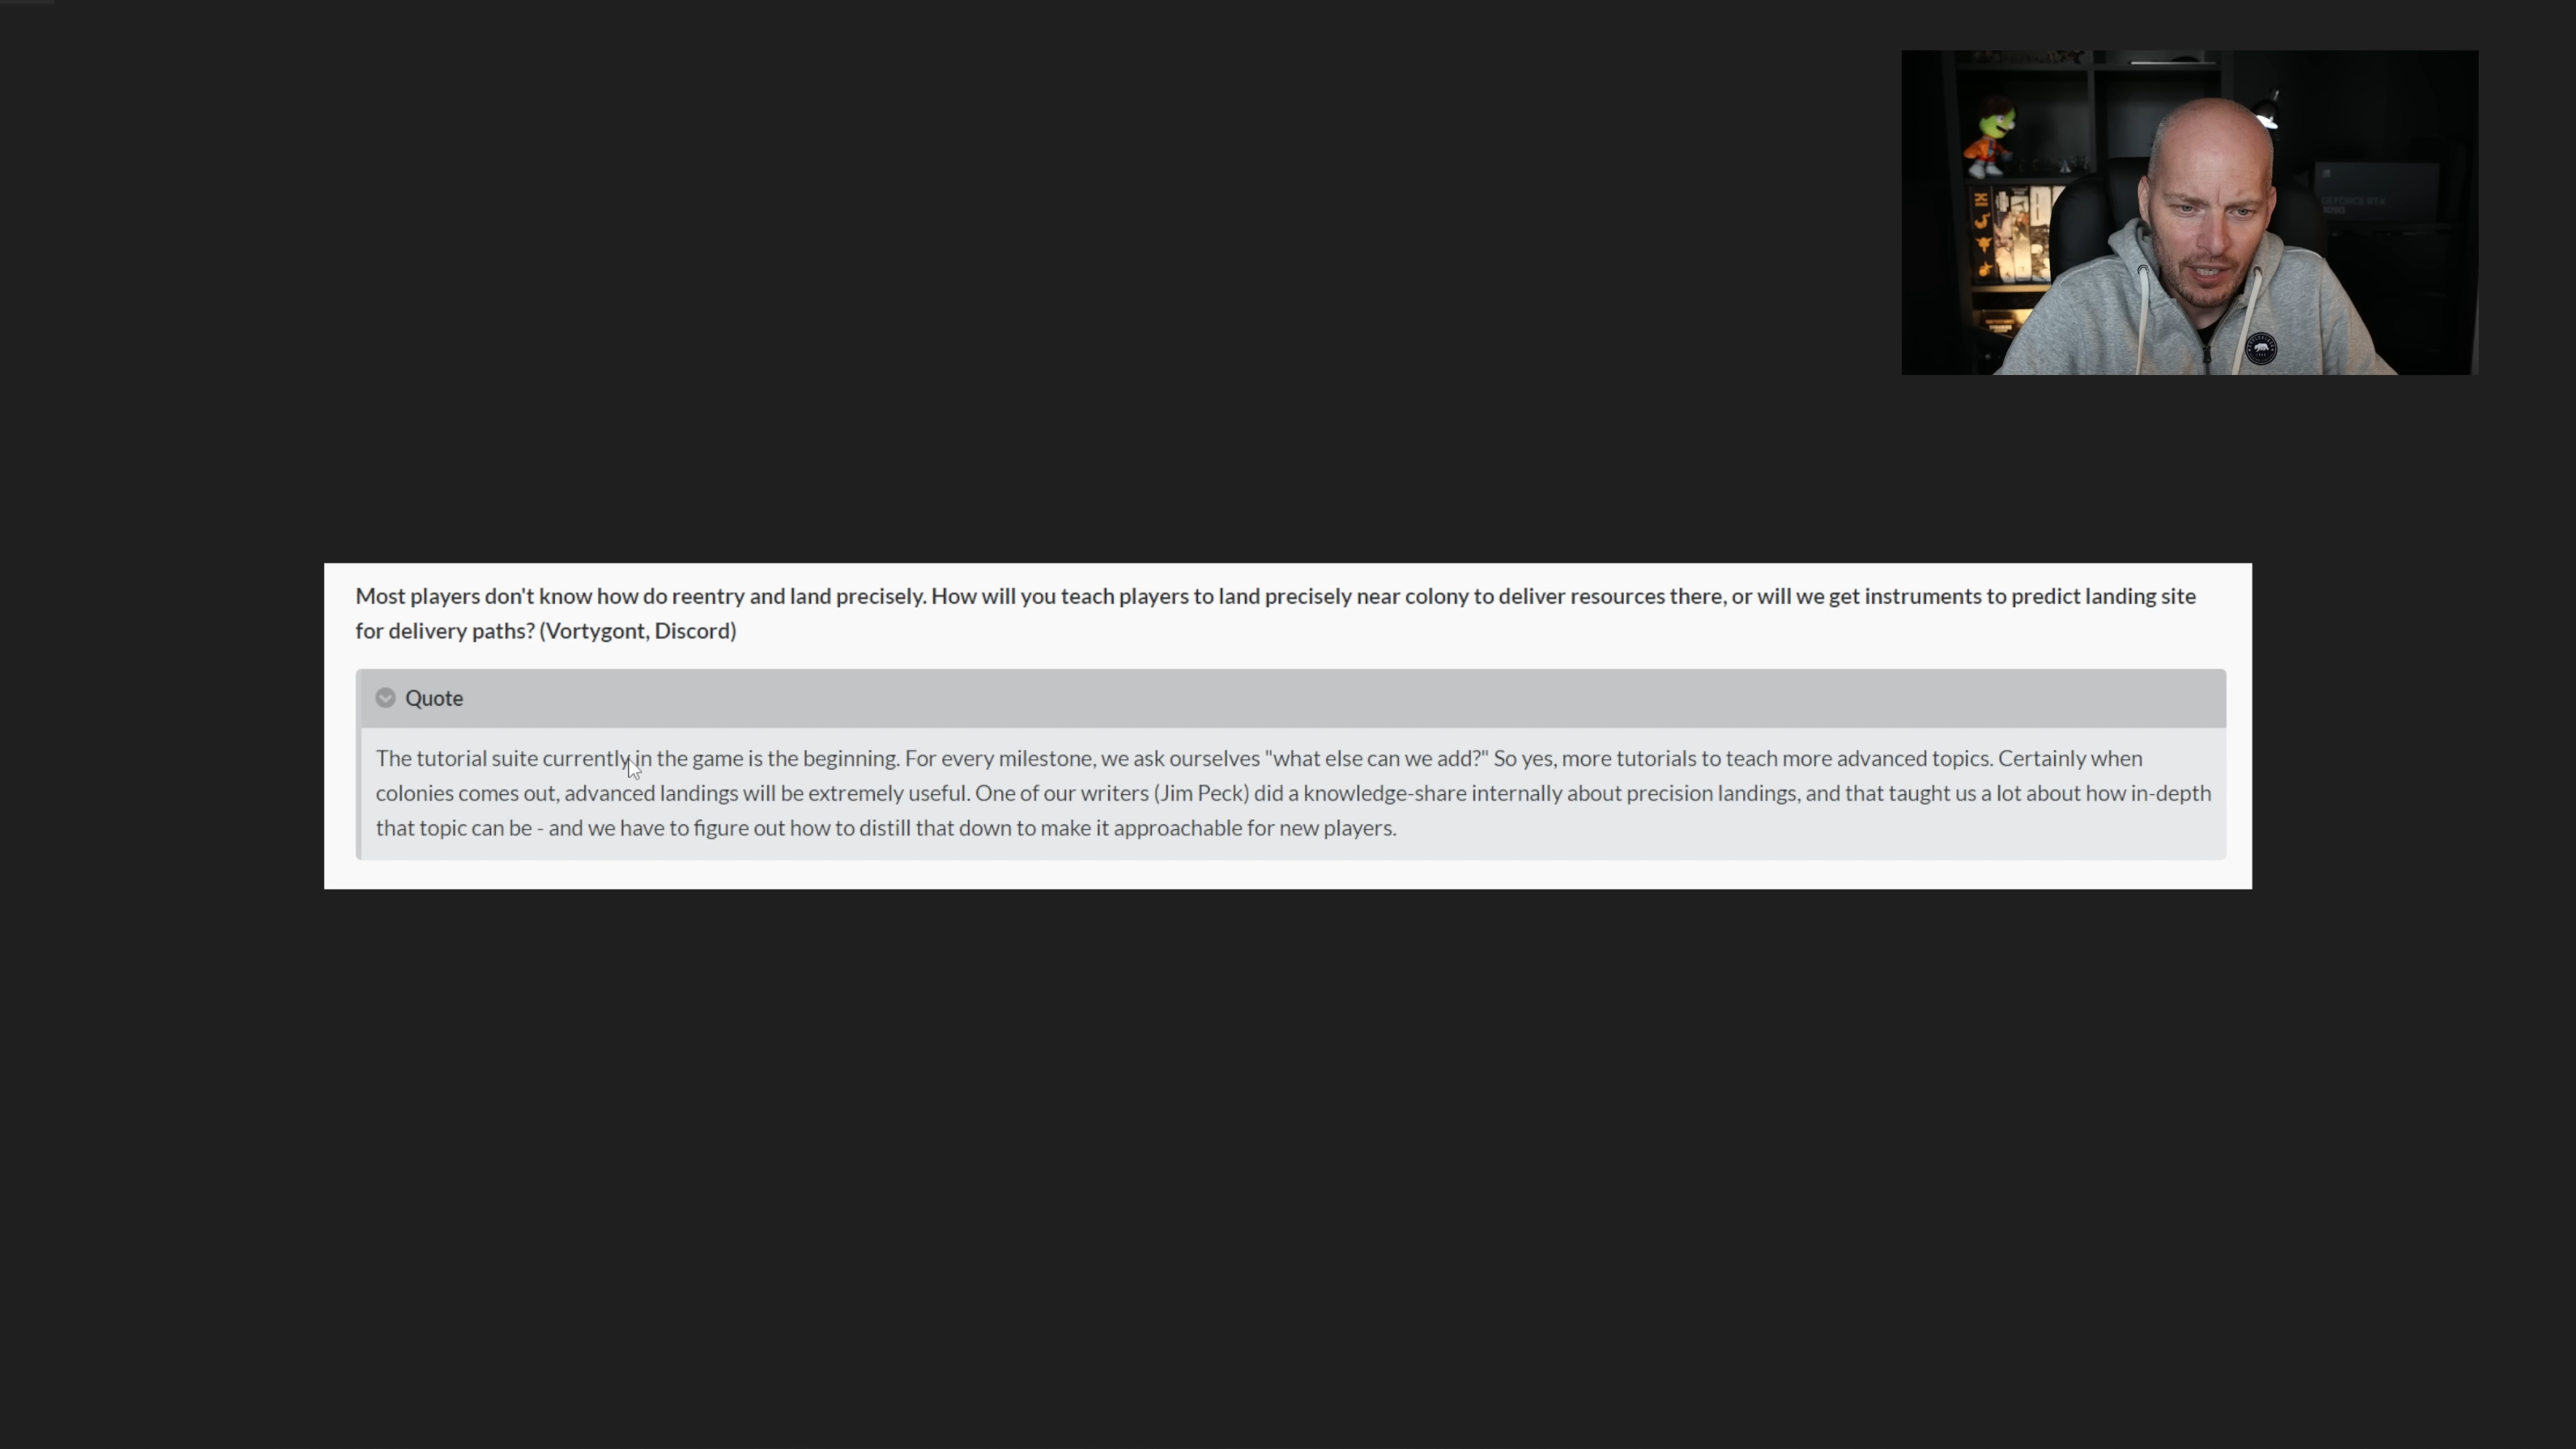 GEFORCE RTX
3090
Most players don't know how do reentry and land precisely. How will you teach players to land precisely near colony to deliver resources there, or will we get instruments to predict landing site
for delivery paths? (Vortygont, Discord)
Quote
The tutorial suite currently in the game is the beginning. For every milestone, we ask ourselves "what else can we add?" So yes, more tutorials to teach more advanced topics. Certainly when
colonies comes out, advanced landings will be extremely useful. One of our writers (Jim Peck) did a knowledge-share internally about precision landings, and that taught us a lot about how in-depth
that topic can be - and we have to figure out how to distill that down to make it approachable for new players.